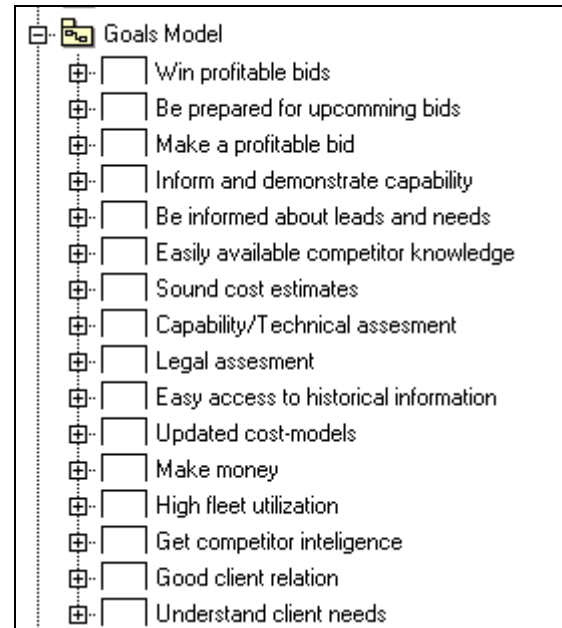 Goals Model
Win profitable bids
Be prepared for upcomming bids
Make a profitable bid
Inform and demonstrate capability
Be informed about leads and needs
Easily available competitor knowledge
Sound cost estimates
Capability/Technical assesment
Legal assesment
Easy access to historical information
Updated cost-models
Make money
High fleet utilization
Get competitor inteligence
Good client relation
Understand client needs